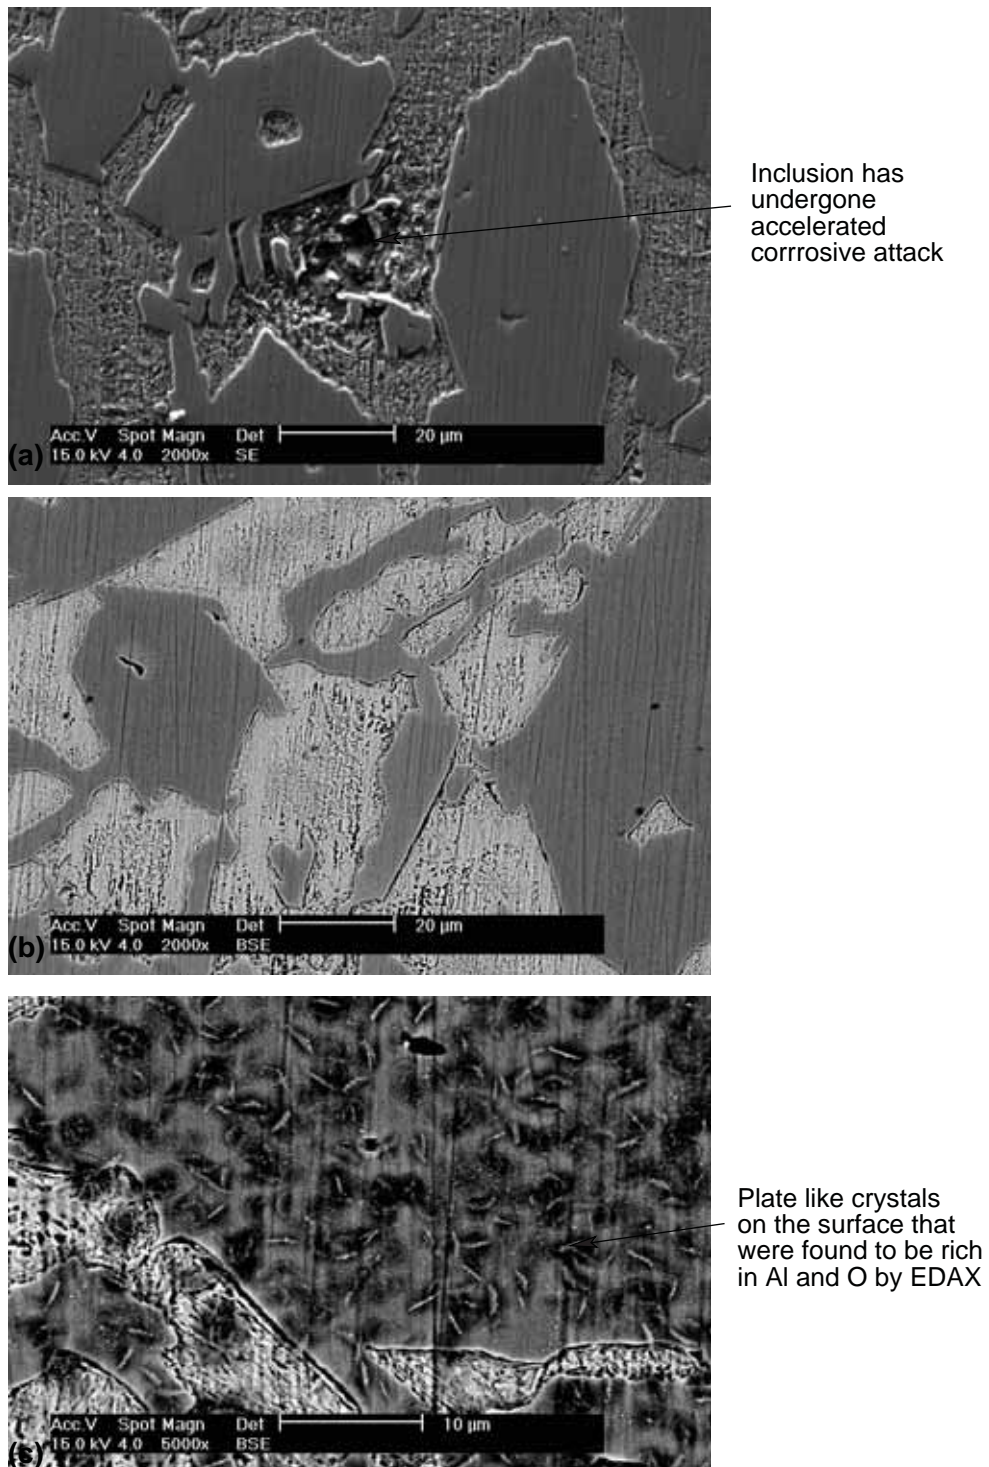 Inclusion has
undergone
accelerated
corrrosive attack
Acc.V Spot Magn Det 20 µm
(a) 15.0 kV 4.0 2000x SE
Acc.V Spot Magn Det 20 µm
(b) 15.0 kV 4.0 2000x BSE
Plate like crystals
on the surface that
were found to be rich
in Al and O by EDAX
Acc.V Spot Magn Det 10 µm
(c) 15.0 kV 4.0 5000x BSE